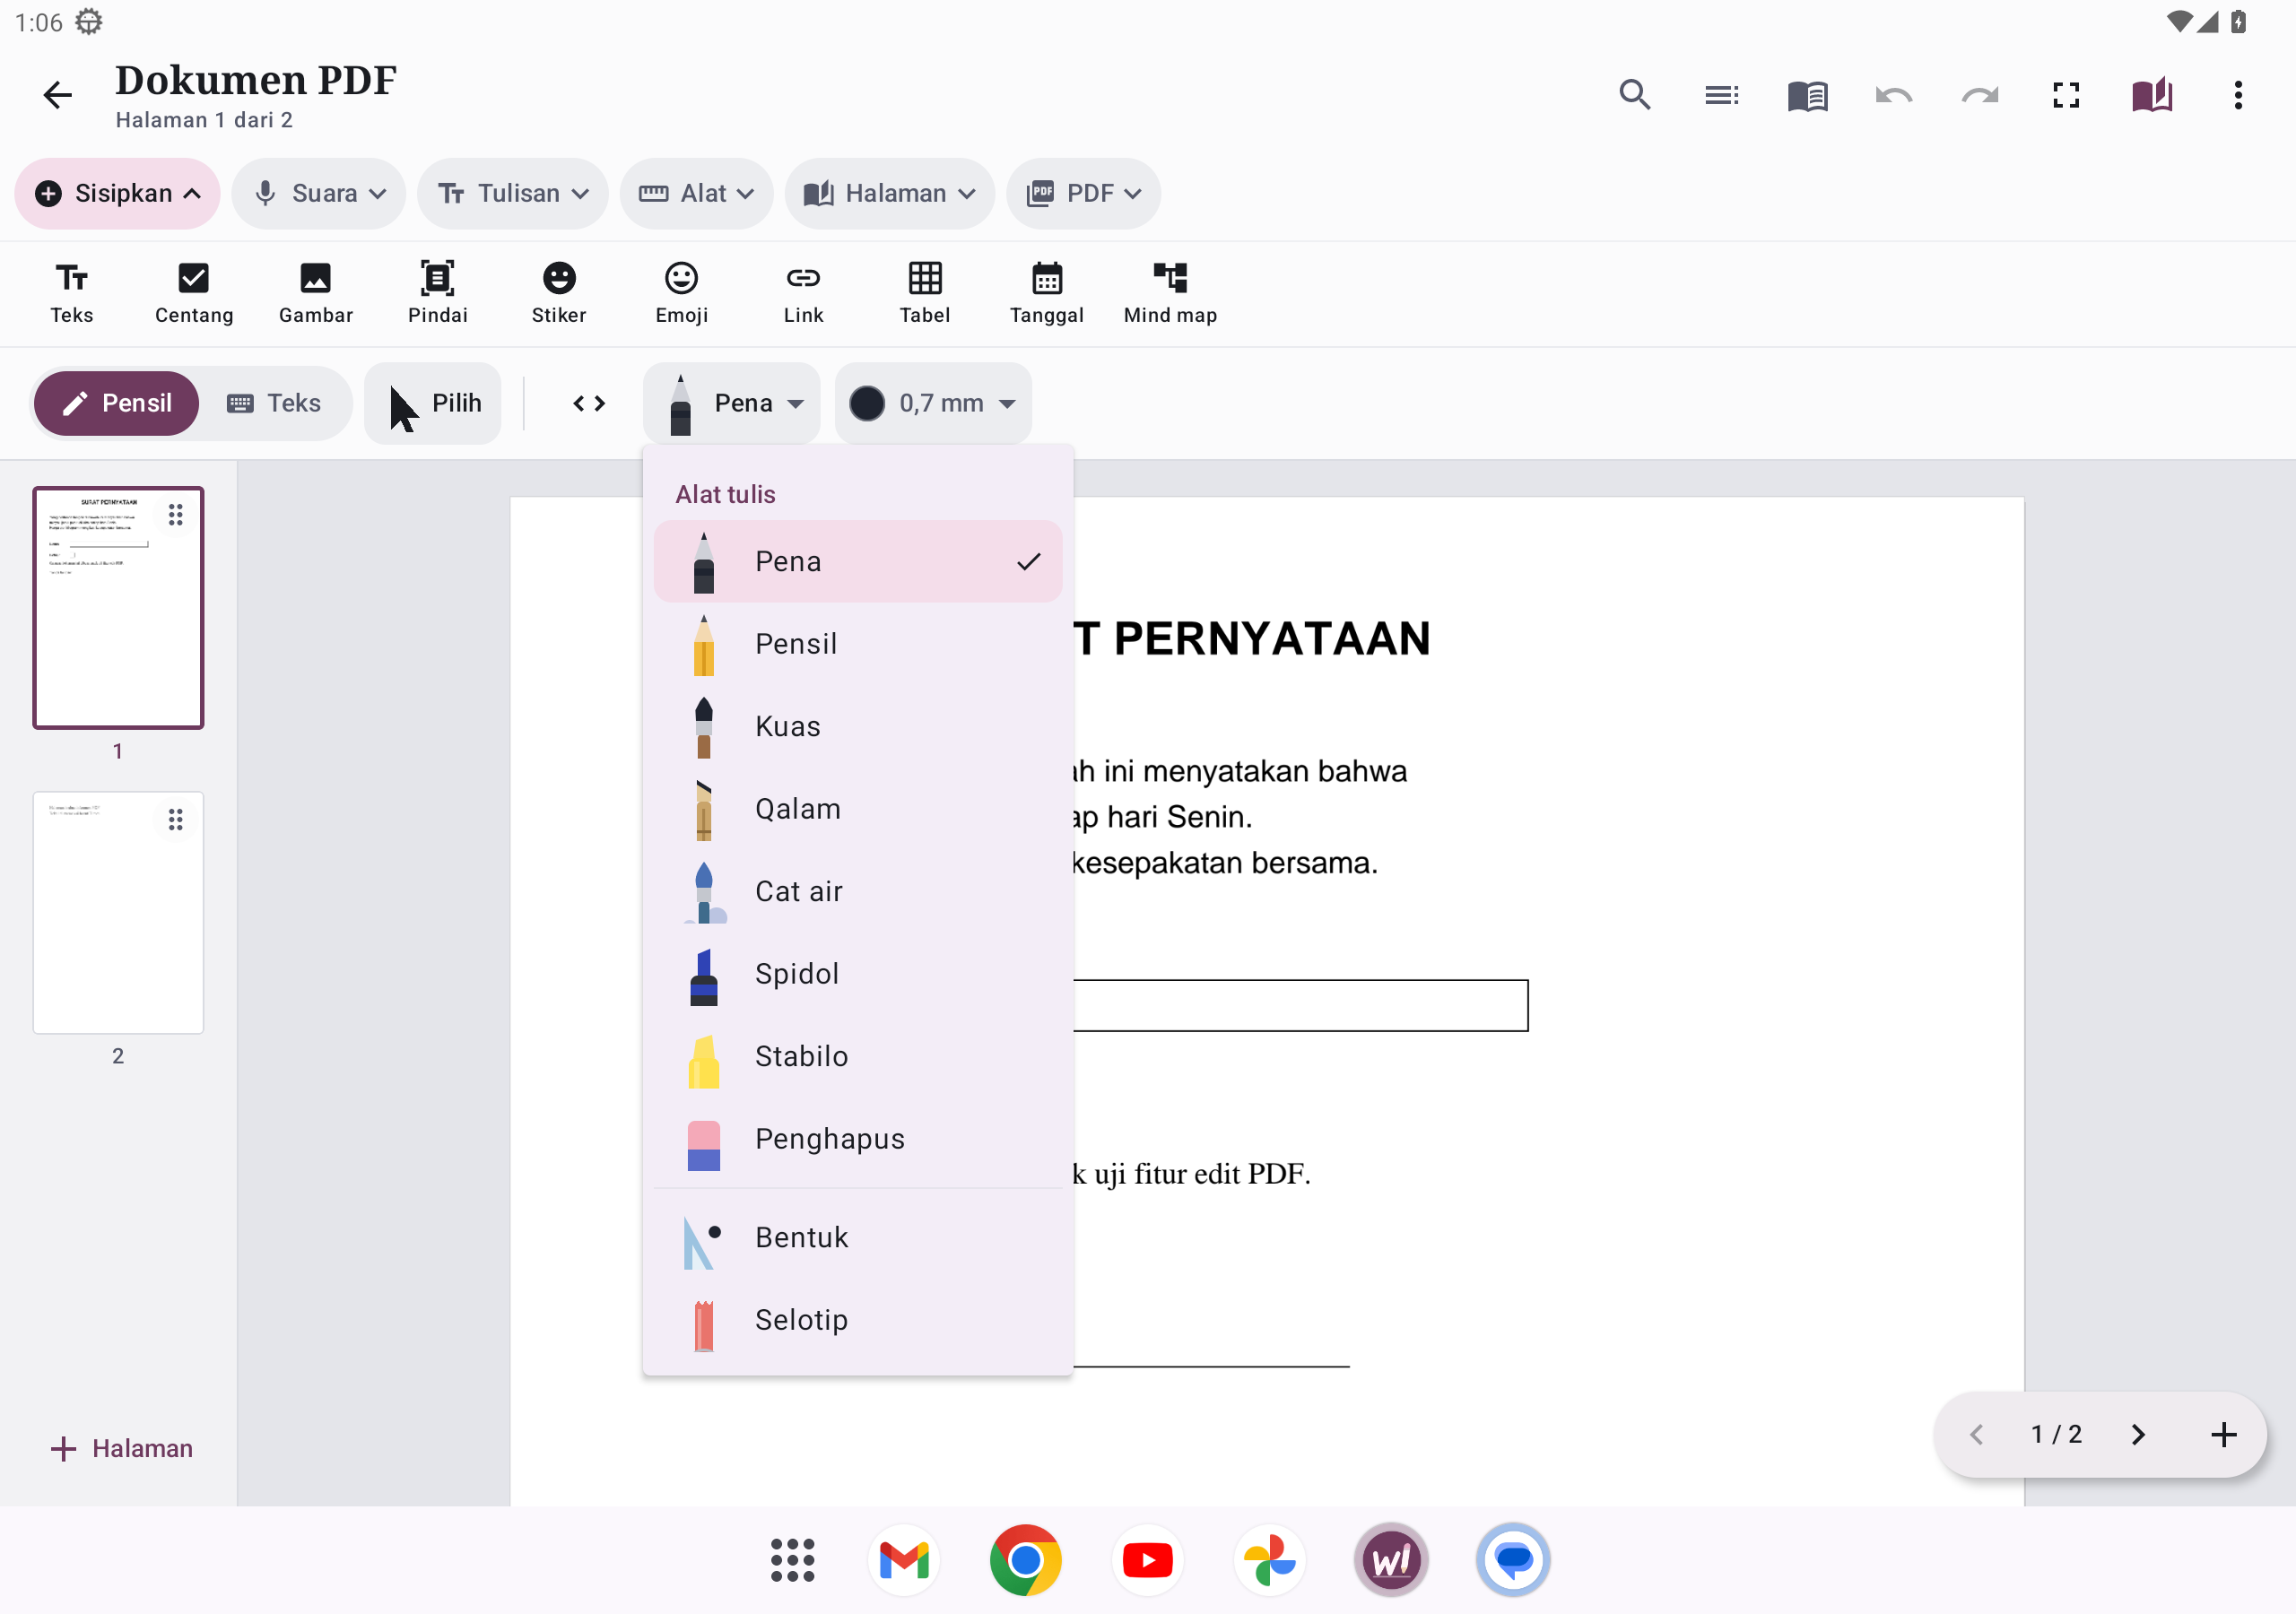 1:06
Dokumen PDF
Halaman 1 dari 2
Sisipkan
Suara
Tulisan
Alat
Halaman
PDF
Teks
Centang
Gambar
Pindai
Stiker
Emoji
Link
Tabel
Tanggal
Mind map
Pensil
Teks
Pilih
Pena
0,7 mm
SURAT PERNYATAAN
1
2
Halaman
Alat tulis
Pena
Pensil
Kuas
Qalam
Cat air
Spidol
Stabilo
Penghapus
Bentuk
Selotip
T PERNYATAAN
ah ini menyatakan bahwa
ap hari Senin.
kesepakatan bersama.
k uji fitur edit PDF.
1 / 2